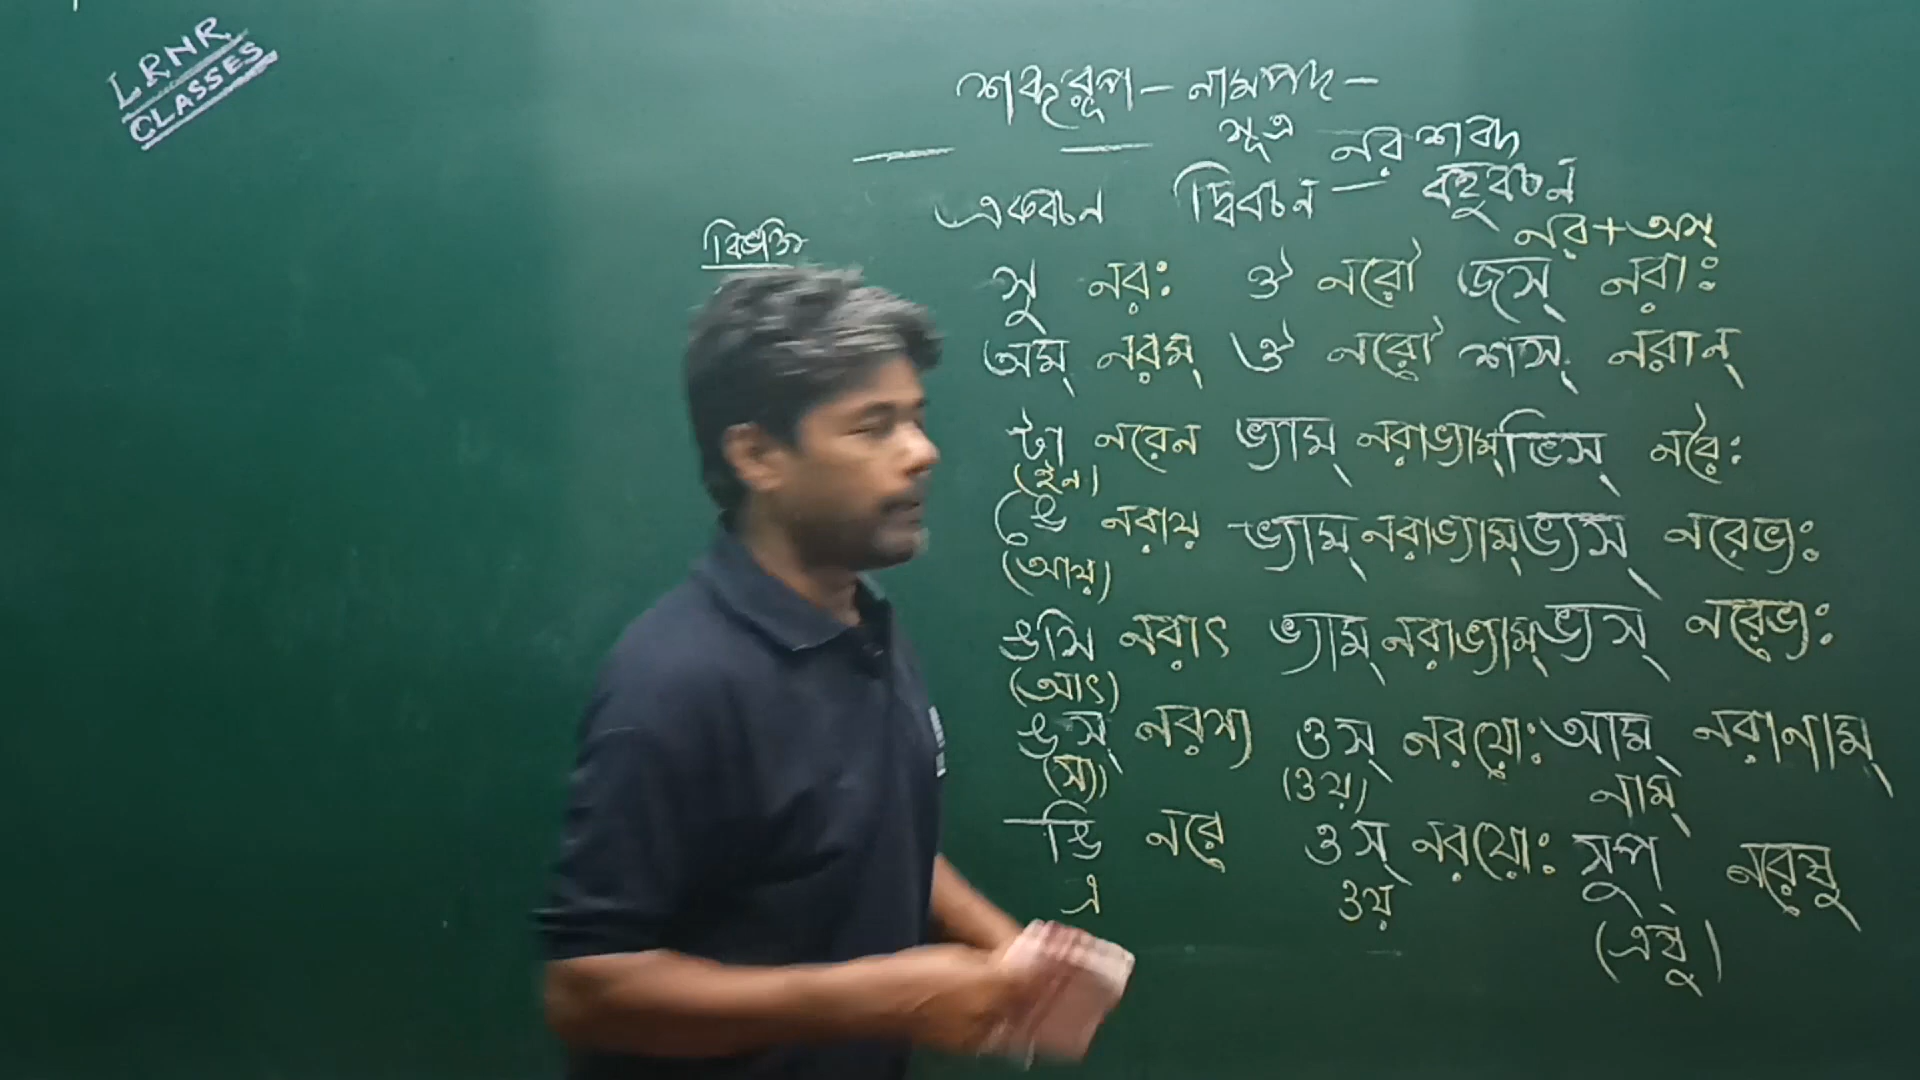 LRNR
CLASSES
শব্দরূপ – নামপদ –
সূত্র নর শব্দ
একবচন দ্বিবচন – বহুবচন
বিভক্তি নর + অস্
সু নরঃ ঔ নরৌ জস্ নরাঃ
অম্ নরম্ ঔ নরৌ শস্ নরান্
টা নরেন ভ্যাম্ নরাভ্যাম্ ভিস্ নরৈঃ
(ইন)
ঙে নরায় ভ্যাম্ নরাভ্যাম্ ভ্যস্ নরেভ্যঃ
(আয়)
ঙসি নরাৎ ভ্যাম্ নরাভ্যাম্ ভ্যস্ নরেভ্যঃ
(আৎ)
ঙস্ নরস্য ওস্ নরয়োঃ আম্ নরানাম্
(স্য) (ওয়) নাম্
ঙি নরে ওস্ নরয়োঃ সুপ্ নরেষু
এ ওয়
(এষু)